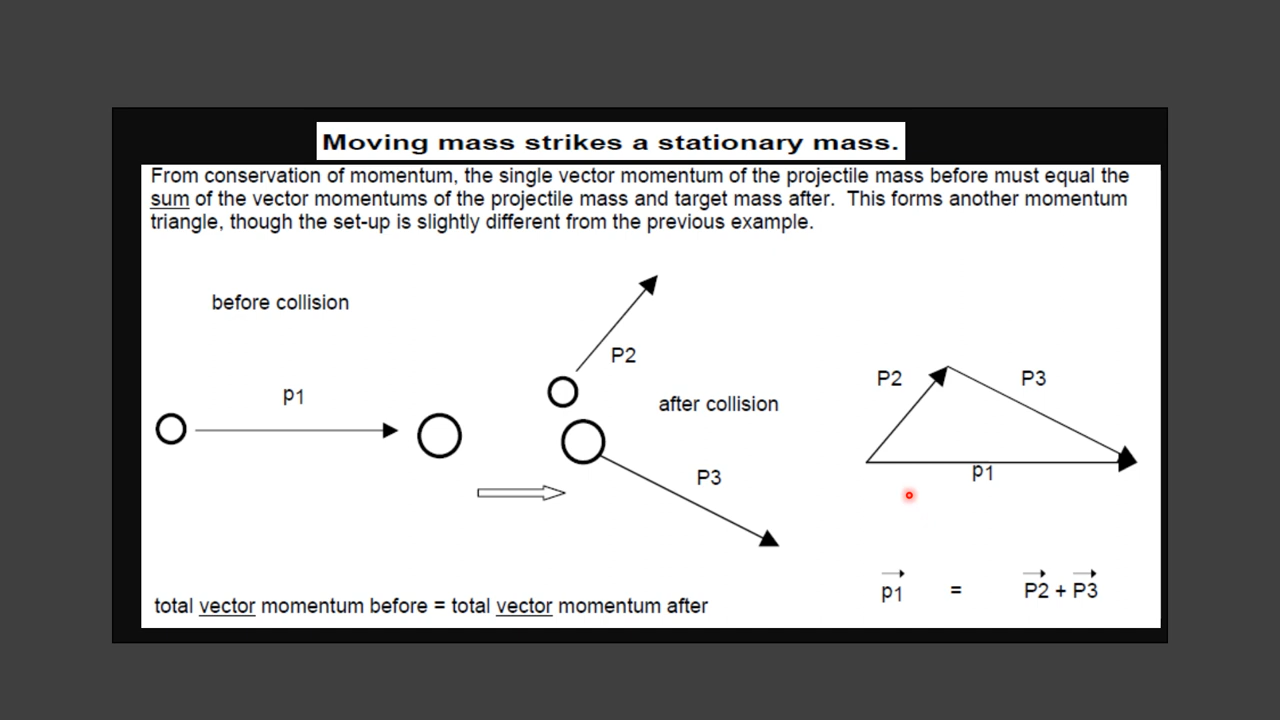 Moving mass strikes a stationary mass.
From conservation of momentum, the single vector momentum of the projectile mass before must equal the
sum of the vector momentums of the projectile mass and target mass after. This forms another momentum
triangle, though the set-up is slightly different from the previous example.
before collision
p1
P2
after collision
P3
P2
P3
p1
p1 = P2 + P3
total vector momentum before = total vector momentum after